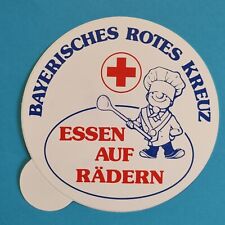 BAYERISCHES ROTES KREUZ
ESSEN
AUF
RÄDERN